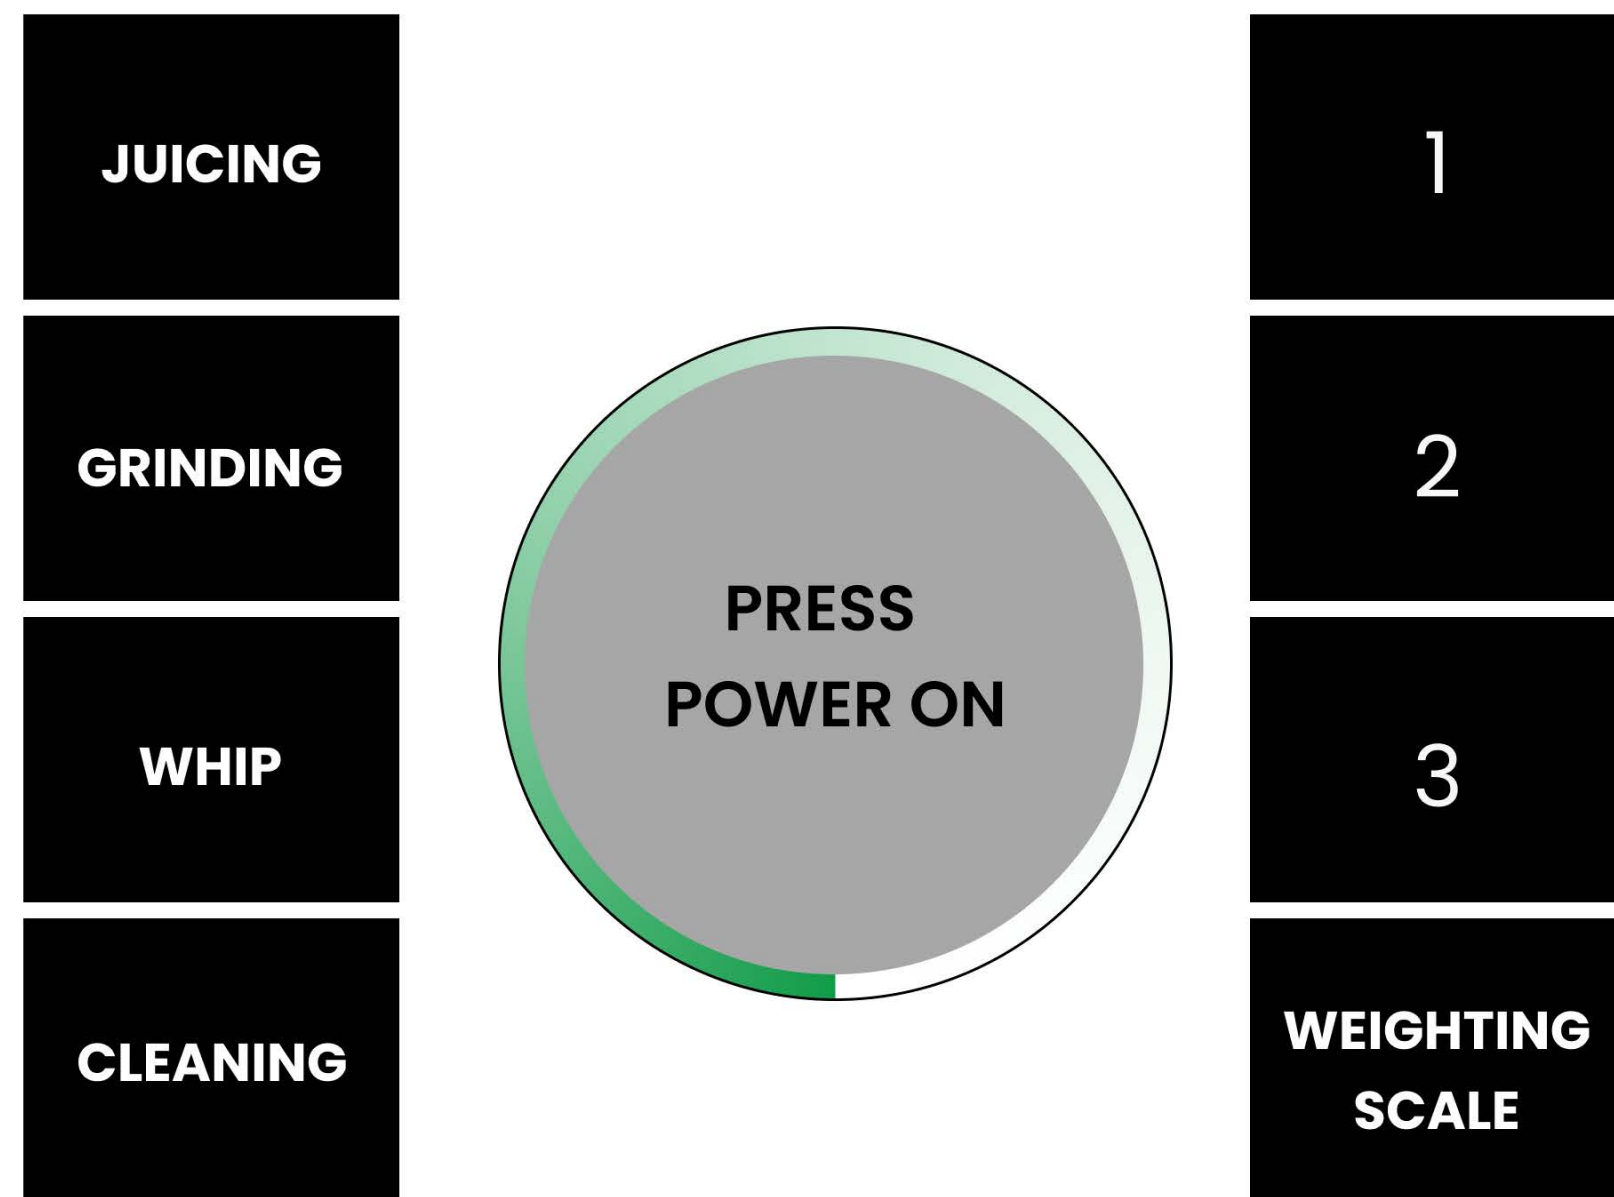 JUICING
GRINDING
WHIP
CLEANING
PRESS
POWER ON
1
2
3
WEIGHTING
SCALE